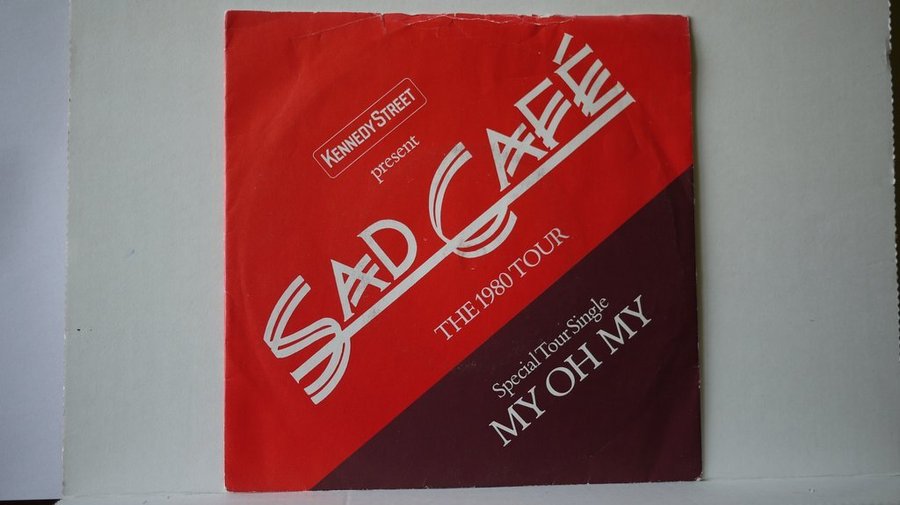 KENNEDY STREET
present
SAD CAFÉ
THE 1980 TOUR
Special Tour Single
MY OH MY